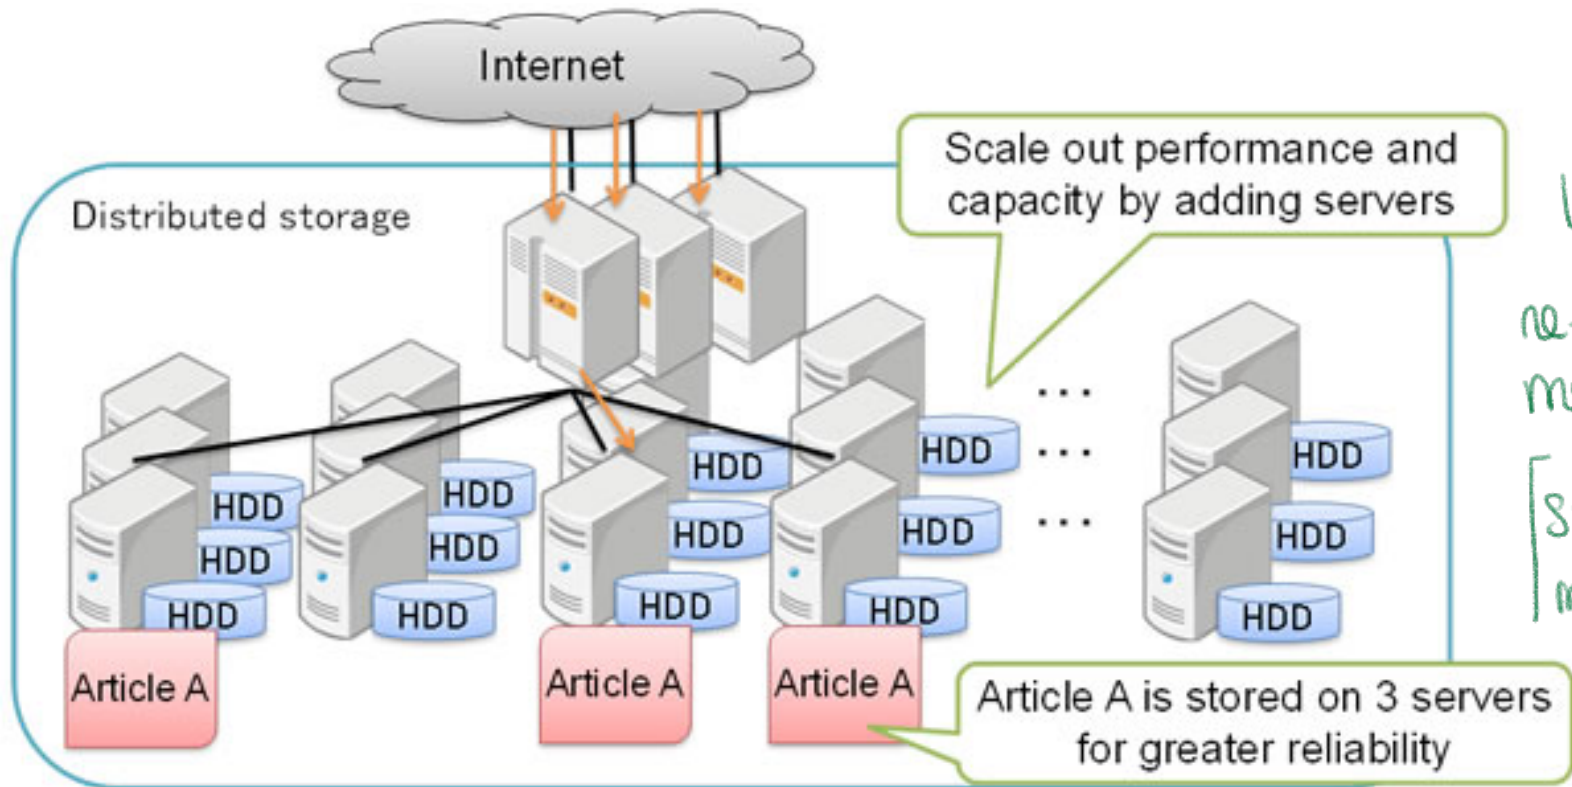 Internet
Scale out performance and
capacity by adding servers
Distributed storage
...
HDD
HDD
HDD
...
HDD
HDD
HDD
HDD
HDD
HDD
...
HDD
HDD
HDD
HDD
HDD
HDD
Article A
Article A
Article A
Article A is stored on 3 servers
for greater reliability